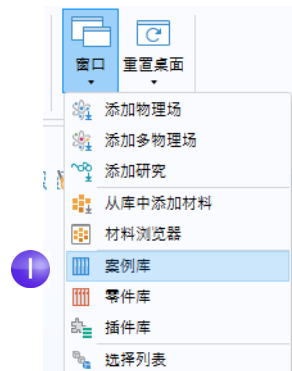 窗口 重置桌面
添加物理场
添加多物理场
添加研究
从库中添加材料
材料浏览器
I 案例库
零件库
插件库
选择列表